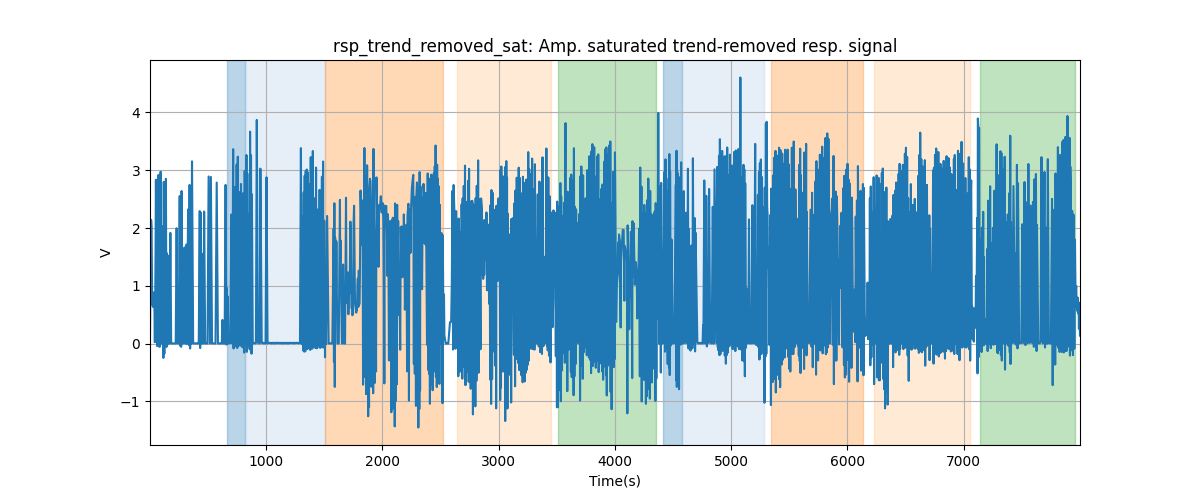 rsp_trend_removed_sat: Amp. saturated trend-removed resp. signal
4
3
2
1
0
−1
V
1000 2000 3000 4000 5000 6000 7000
Time(s)